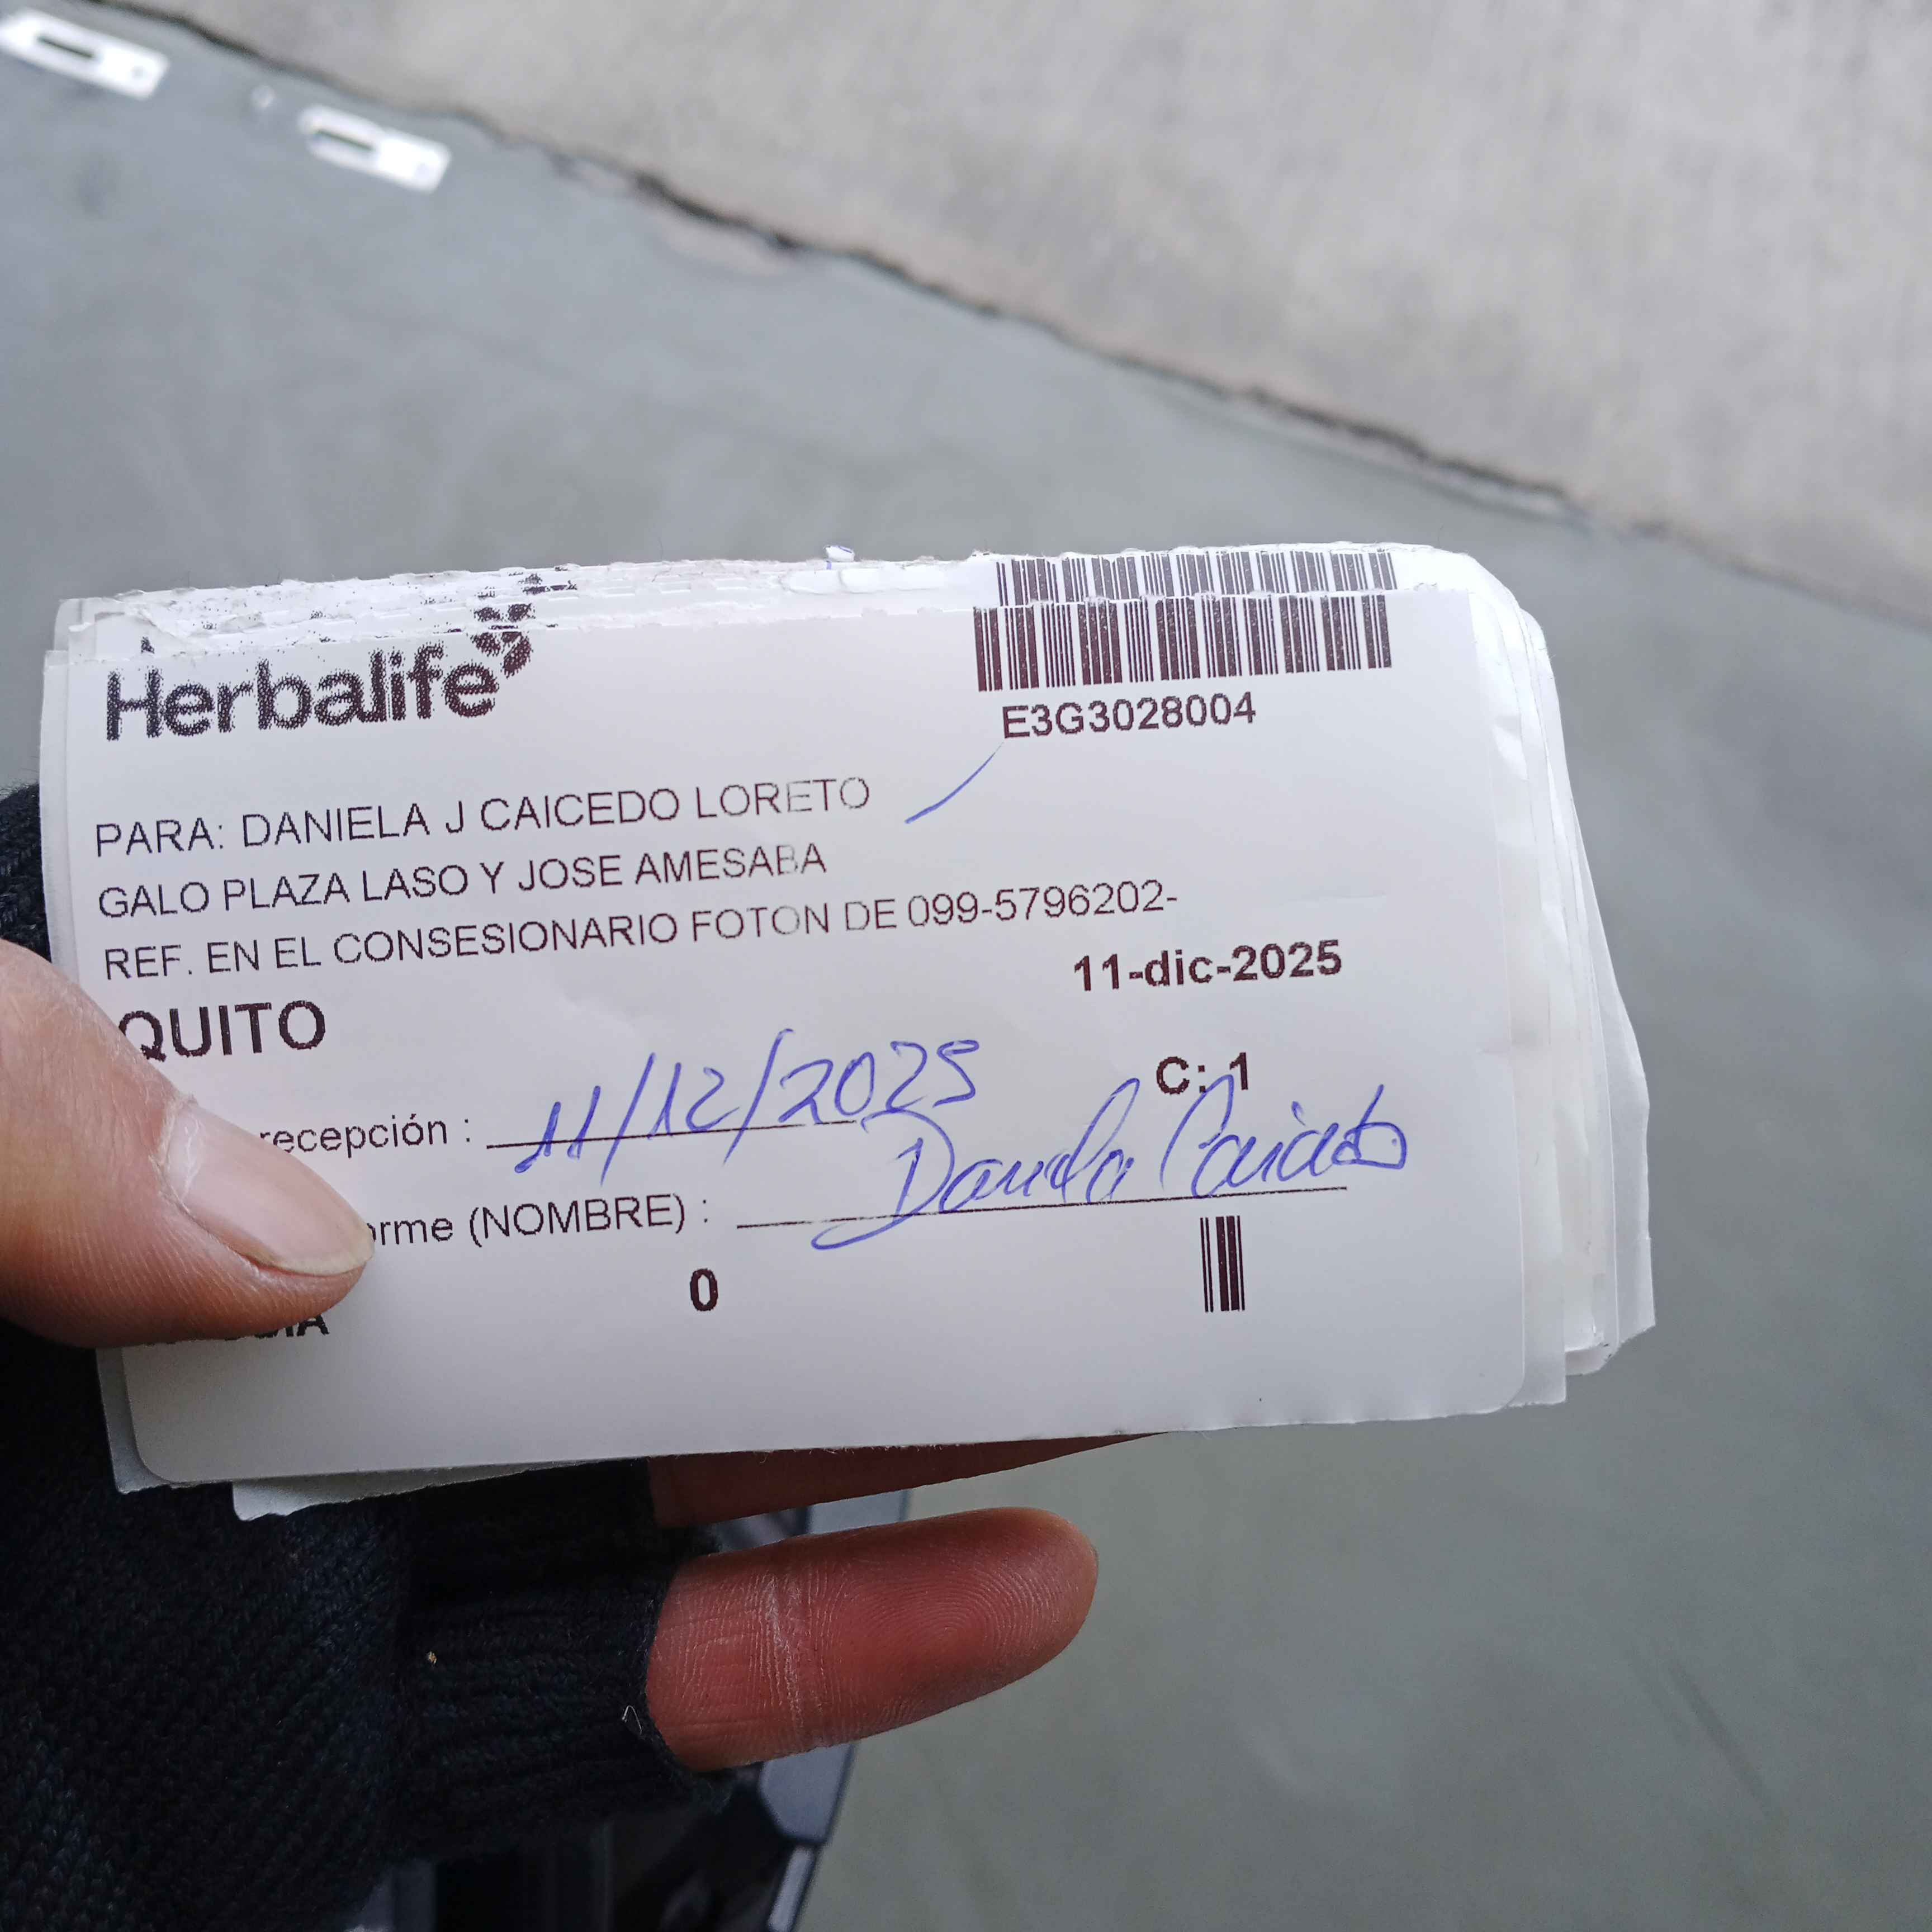 Herbalife
E3G3028004
PARA: DANIELA J CAICEDO LORETO
GALO PLAZA LASO Y JOSE AMESABA
REF. EN EL CONSESIONARIO FOTON DE 099-5796202-
11-dic-2025
QUITO
C: 1
recepción : 11/12/2025
(NOMBRE) : Daniela Caicedo
0